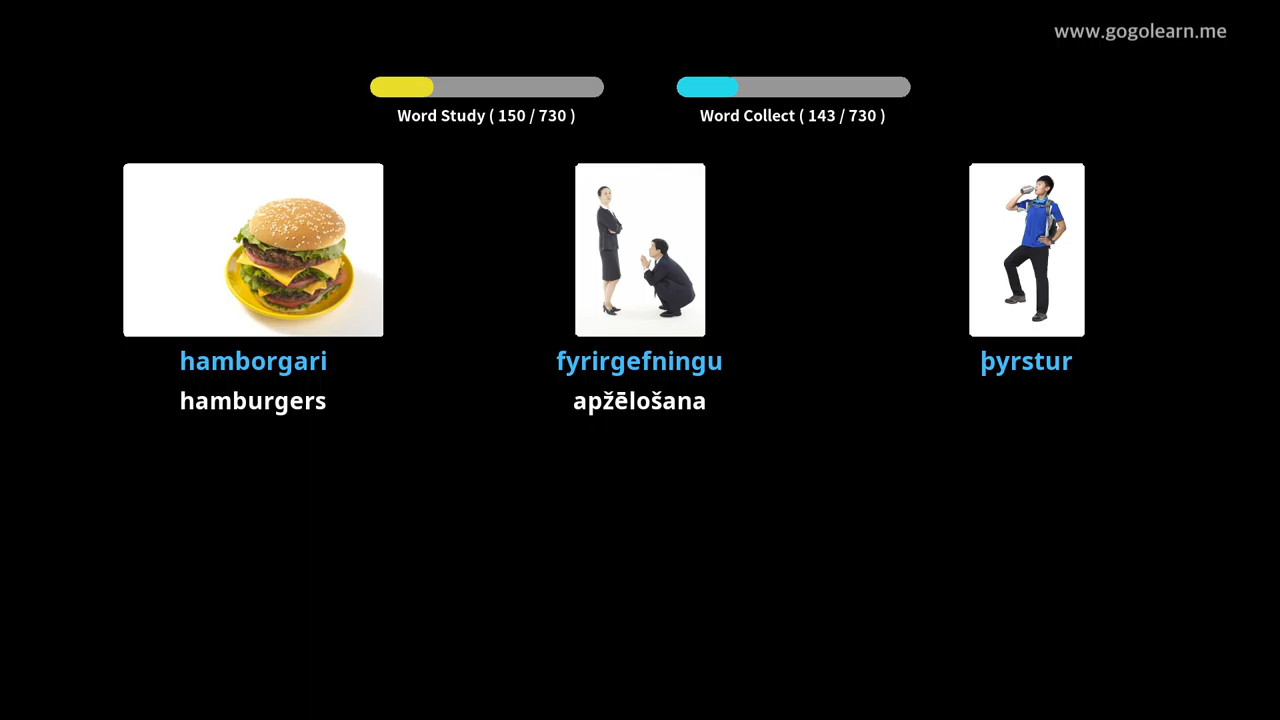 www.gogolearn.me
Word Study ( 150 / 730 )
Word Collect ( 143 / 730 )
hamborgari
fyrirgefningu
þyrstur
hamburgers
apžēlošana